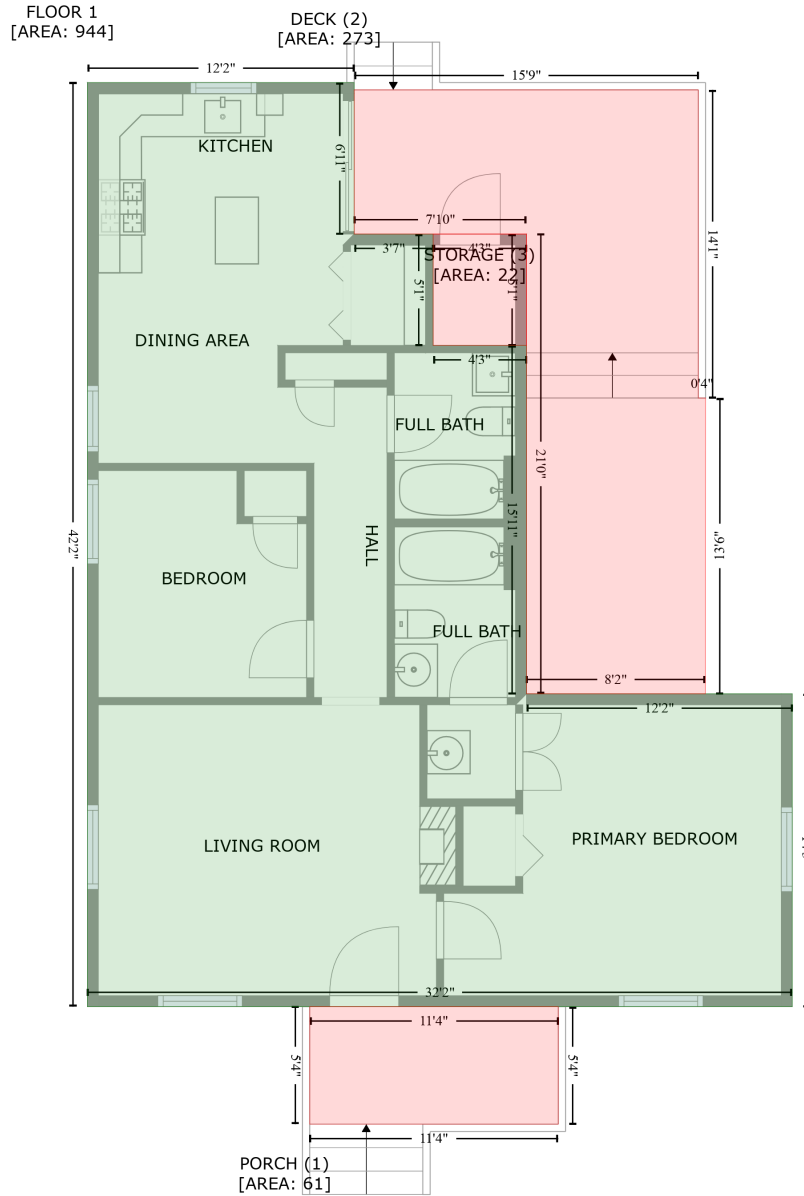 FLOOR 1
[AREA: 944]
DECK (2)
[AREA: 273]
12'2"
15'9"
KITCHEN
6'11"
7'10"
3'7"
4'3"
STORAGE (3)
[AREA: 22]
5'1"
5'1"
14'1"
DINING AREA
4'3"
0'4"
FULL BATH
21'0"
15'11"
42'2"
HALL
13'6"
BEDROOM
FULL BATH
8'2"
12'2"
LIVING ROOM
PRIMARY BEDROOM
32'2"
11'4"
5'4"
5'4"
11'4"
PORCH (1)
[AREA: 61]